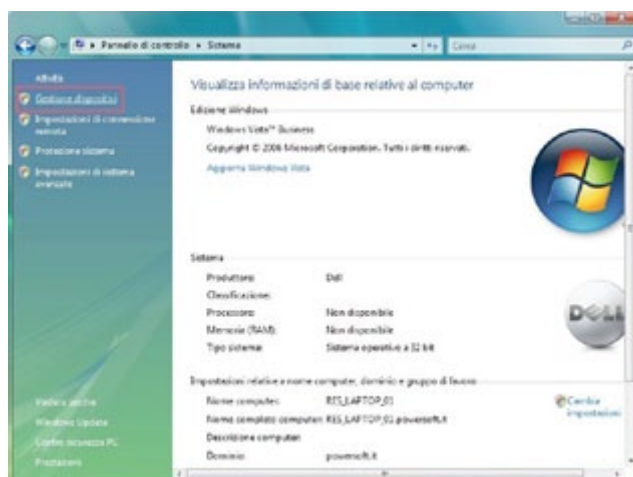 Pannello di controllo ▸ Sistema
Cerca
Attività
Gestione dispositivi
Impostazioni di connessione
remota
Protezione sistema
Impostazioni di sistema
avanzate
Vedere anche
Windows Update
Centro sicurezza PC
Prestazioni
Visualizza informazioni di base relative al computer
Edizione Windows
Windows Vista™ Business
Copyright © 2006 Microsoft Corporation. Tutti i diritti riservati.
Aggiorna Windows Vista
Sistema
Produttore: Dell
Classificazione:
Processore: Non disponibile
Memoria (RAM): Non disponibile
Tipo sistema: Sistema operativo a 32 bit
DELL
Impostazioni relative a nome computer, dominio e gruppo di lavoro
Nome computer: RES_LAPTOP_01
Cambia
impostazioni
Nome completo computer: RES_LAPTOP_01.powersoft.it
Descrizione computer:
Dominio: powersoft.it